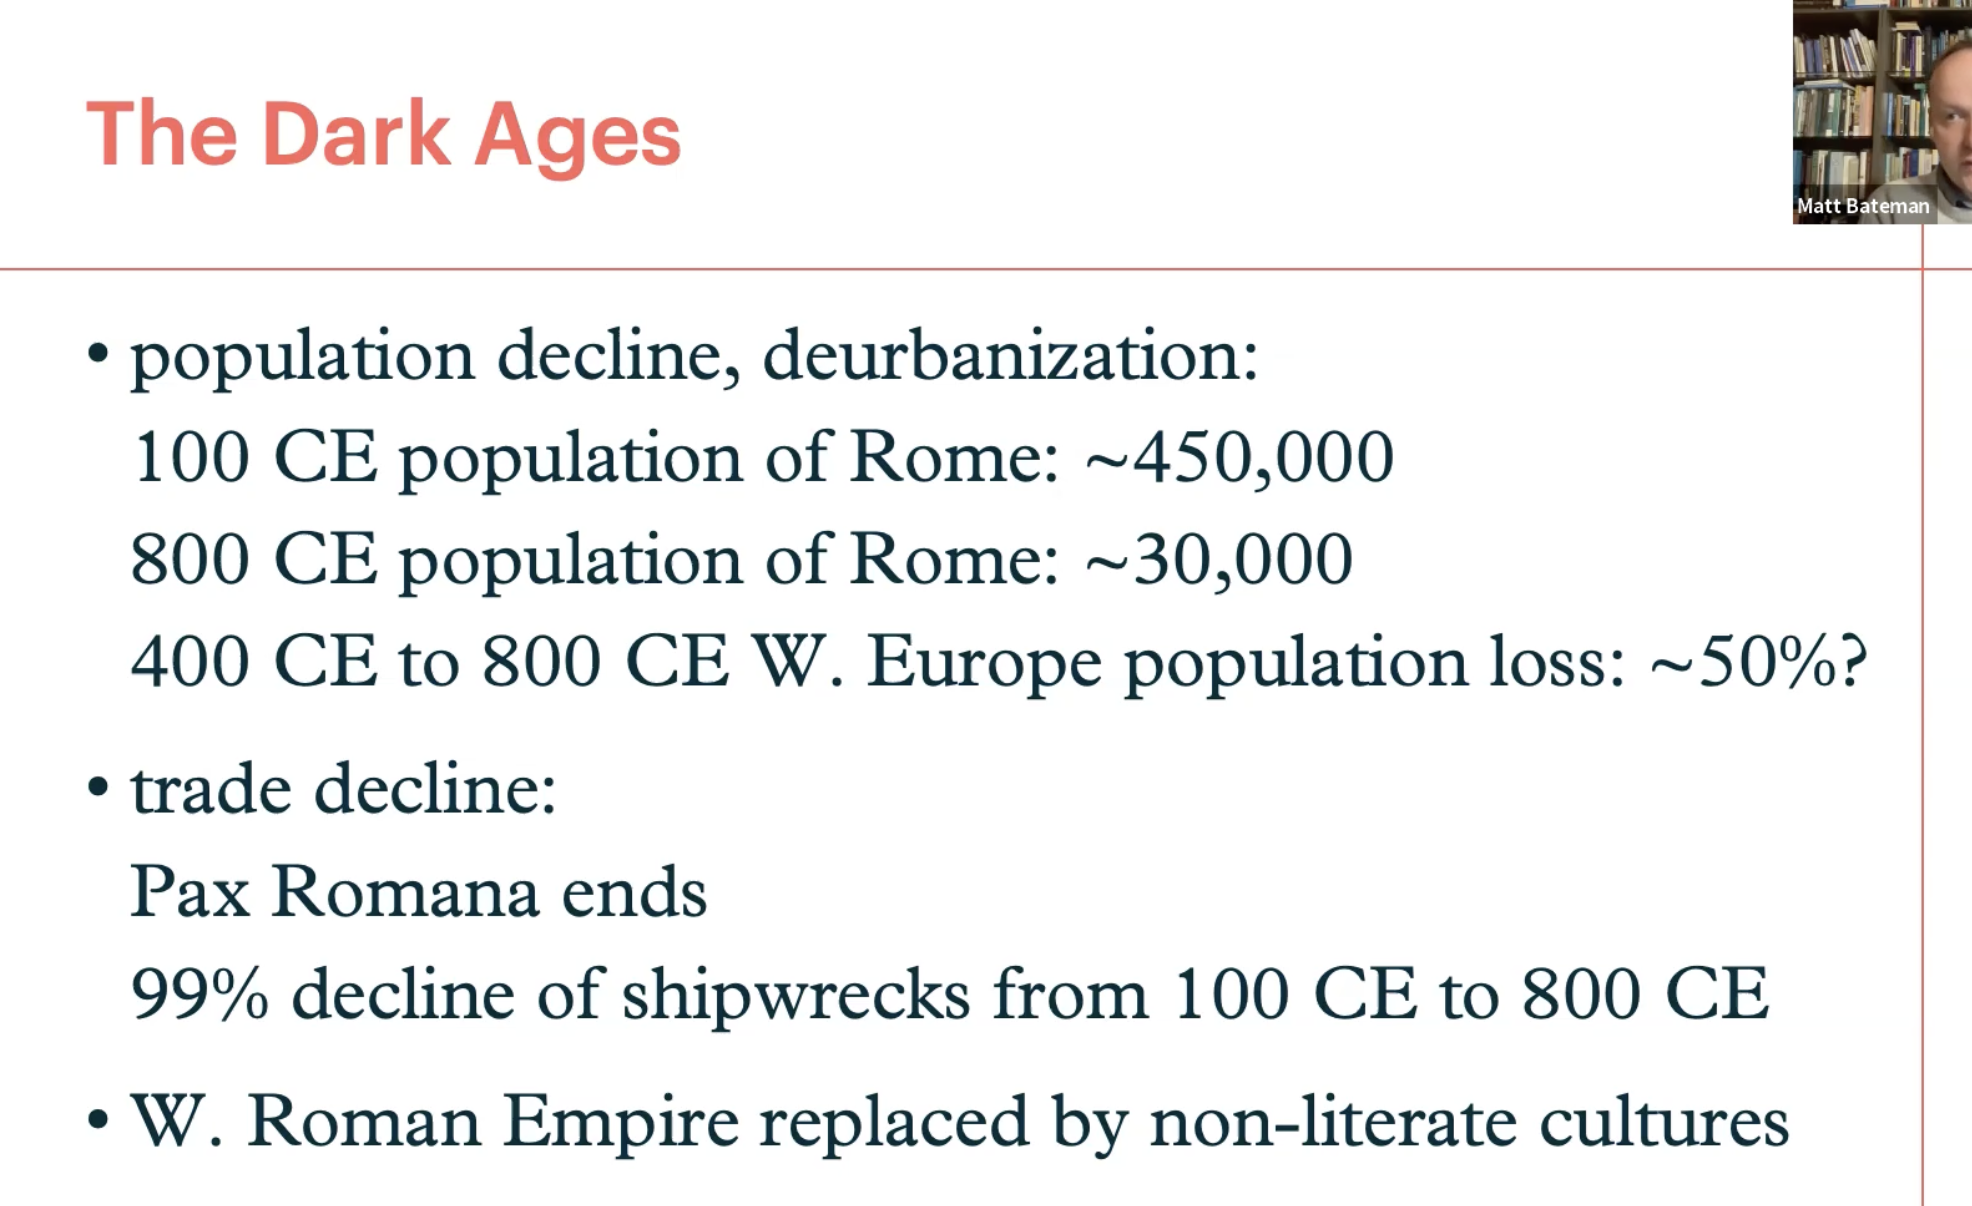 The Dark Ages
Matt Bateman
• population decline, deurbanization:
100 CE population of Rome: ~450,000
800 CE population of Rome: ~30,000
400 CE to 800 CE W. Europe population loss: ~50%?
• trade decline:
Pax Romana ends
99% decline of shipwrecks from 100 CE to 800 CE
• W. Roman Empire replaced by non-literate cultures